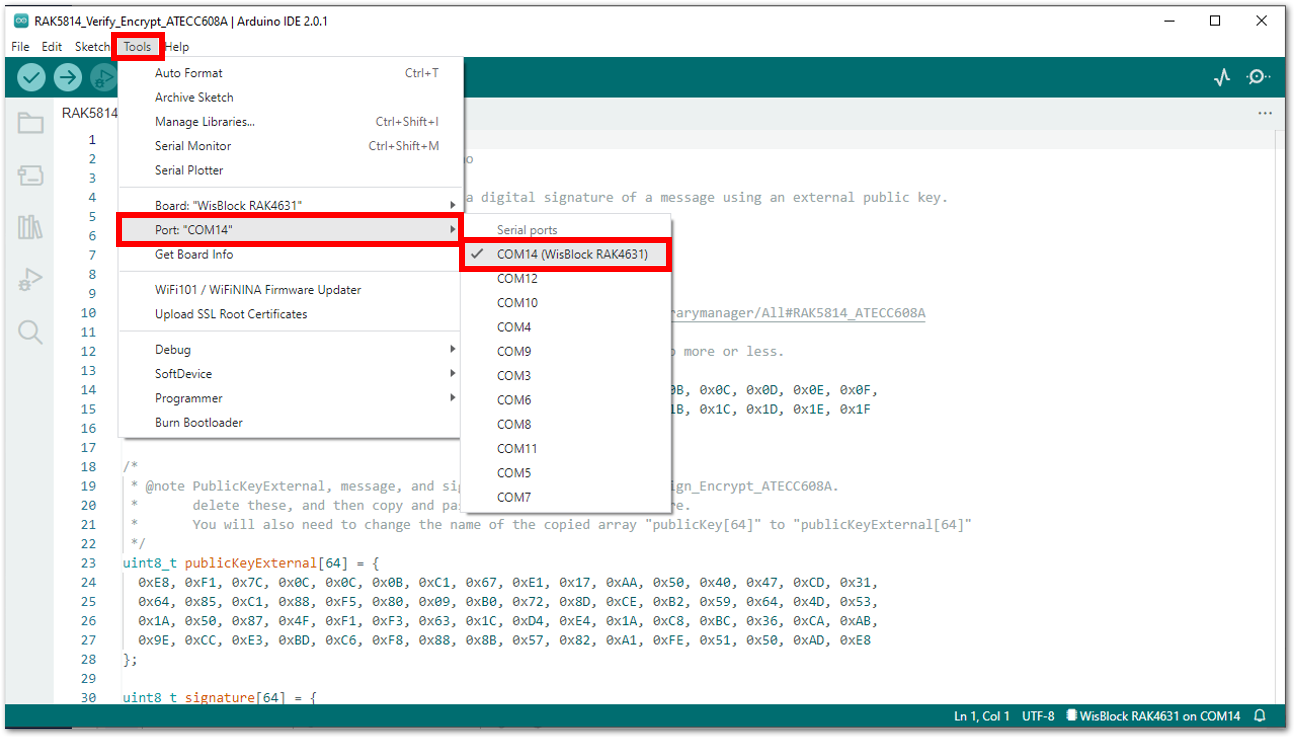 RAK5814_Verify_Encrypt_ATECC608A | Arduino IDE 2.0.1
File Edit Sketch Tools Help
Auto Format Ctrl+T
Archive Sketch
Manage Libraries... Ctrl+Shift+I
Serial Monitor Ctrl+Shift+M
Serial Plotter
Board: "WisBlock RAK4631"
Port: "COM14"
Get Board Info
WiFi101 / WiFiNINA Firmware Updater
Upload SSL Root Certificates
Debug
SoftDevice
Programmer
Burn Bootloader
Serial ports
COM14 (WisBlock RAK4631)
COM12
COM10
COM4
COM9
COM3
COM6
COM8
COM11
COM5
COM7
RAK5814
1
2
3
4 a digital signature of a message using an external public key.
5
6
7
8
9
10 rarymanager/All#RAK5814_ATECC608A
11
12 more or less.
13
14 0B, 0x0C, 0x0D, 0x0E, 0x0F,
15 1B, 0x1C, 0x1D, 0x1E, 0x1F
16
17
18 /*
19 * @note PublicKeyExternal, message, and sig gn_Encrypt_ATECC608A.
20 * delete these, and then copy and pa re.
21 * You will also need to change the name of the copied array "publicKey[64]" to "publicKeyExternal[64]"
22 */
23 uint8_t publicKeyExternal[64] = {
24 0xE8, 0xF1, 0x7C, 0x0C, 0x0C, 0x0B, 0xC1, 0x67, 0xE1, 0x17, 0xAA, 0x50, 0x40, 0x47, 0xCD, 0x31,
25 0x64, 0x85, 0xC1, 0x88, 0xF5, 0x80, 0x09, 0xB0, 0x72, 0x8D, 0xCE, 0xB2, 0x59, 0x64, 0x4D, 0x53,
26 0x1A, 0x50, 0x87, 0x4F, 0xF1, 0xF3, 0x63, 0x1C, 0xD4, 0xE4, 0x1A, 0xC8, 0xBC, 0x36, 0xCA, 0xAB,
27 0x9E, 0xCC, 0xE3, 0xBD, 0xC6, 0xF8, 0x88, 0x8B, 0x57, 0x82, 0xA1, 0xFE, 0x51, 0x50, 0xAD, 0xE8
28 };
29
30 uint8_t signature[64] = {
Ln 1, Col 1 UTF-8 WisBlock RAK4631 on COM14